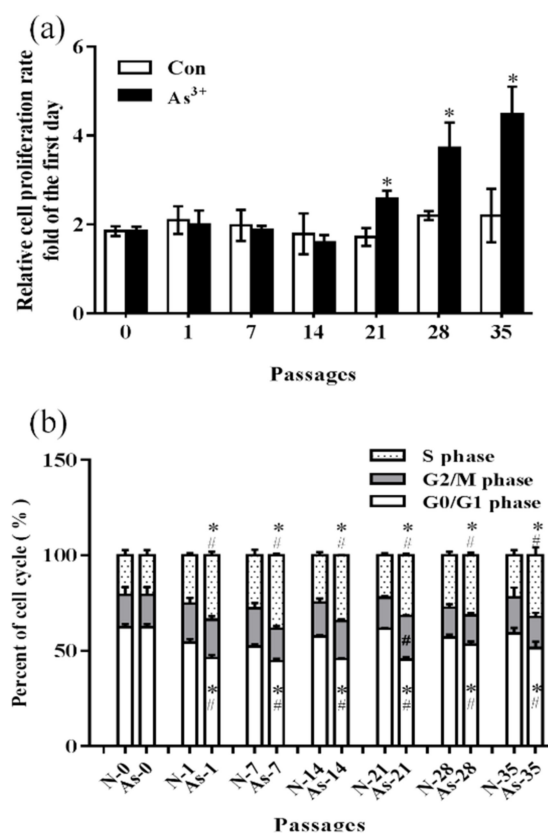 (a)
Relative cell proliferation rate
fold of the first day
6
4
2
0
Con
As³⁺
*
*
*
0 1 7 14 21 28 35
Passages
(b)
S phase
G2/M phase
G0/G1 phase
Percent of cell cycle ( % )
150
100
50
0
* * * * * *
# # # # # #
#
* * * * * *
# # # # # #
N-0 As-0 N-1 As-1 N-7 As-7 N-14 As-14 N-21 As-21 N-28 As-28 N-35 As-35
Passages